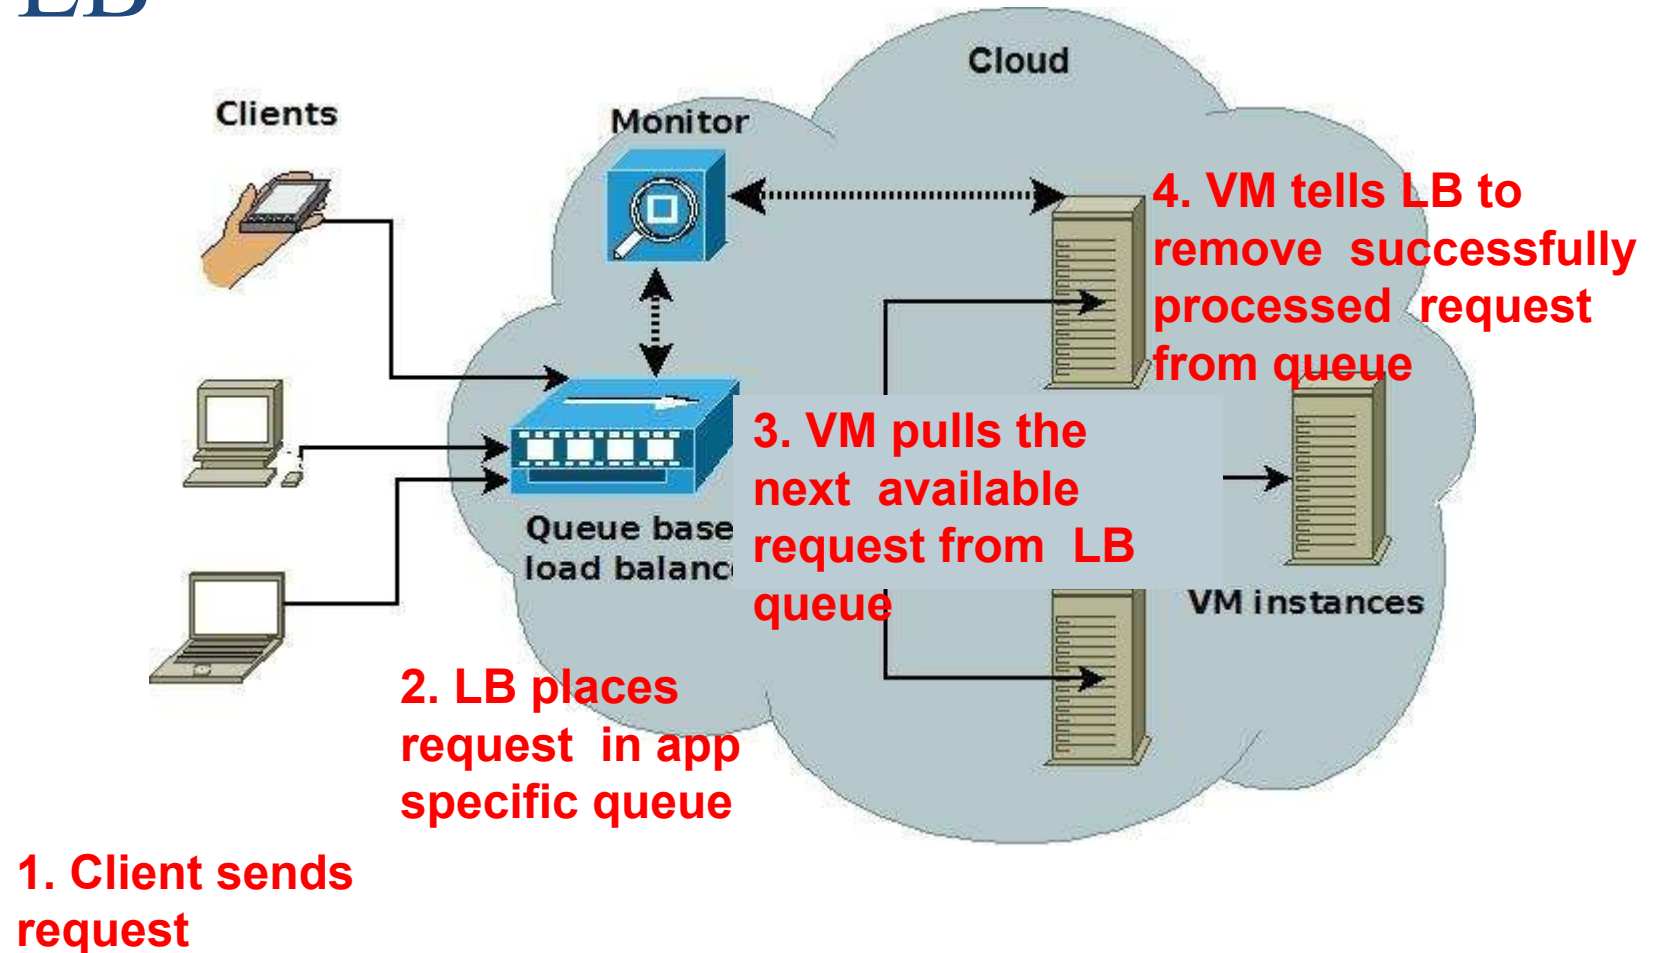 LB
Cloud
Clients
Monitor
4. VM tells LB to
remove successfully
processed request
from queue
3. VM pulls the
next available
request from LB
queue
Queue base
load balanc
VM instances
2. LB places
request in app
specific queue
1. Client sends
request